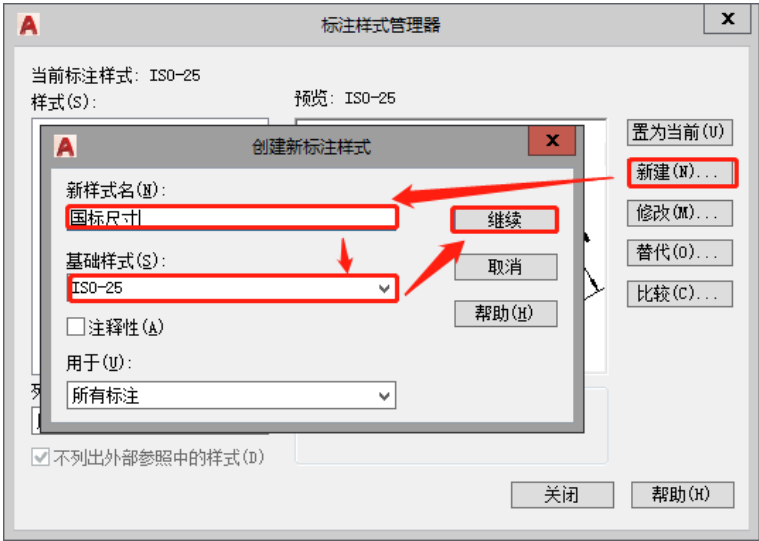 标注样式管理器
当前标注样式: ISO-25
样式(S):
预览: ISO-25
置为当前(U)
新建(N)...
修改(M)...
替代(O)...
比较(C)...
创建新标注样式
新样式名(N):
国标尺寸
继续
基础样式(S):
ISO-25
取消
注释性(A)
帮助(H)
用于(U):
所有标注
不列出外部参照中的样式(D)
关闭
帮助(H)